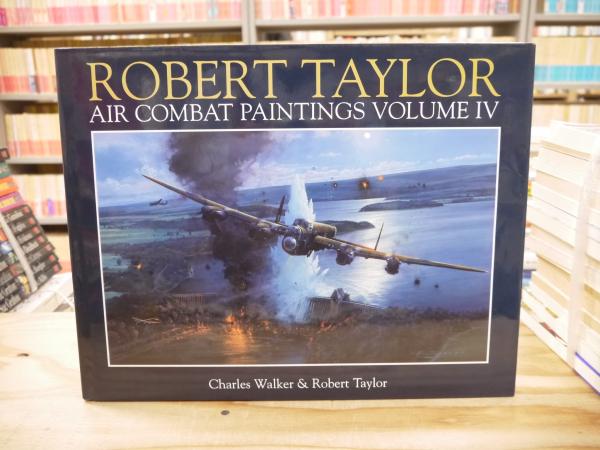 ROBERT TAYLOR
AIR COMBAT PAINTINGS VOLUME IV
Charles Walker & Robert Taylor